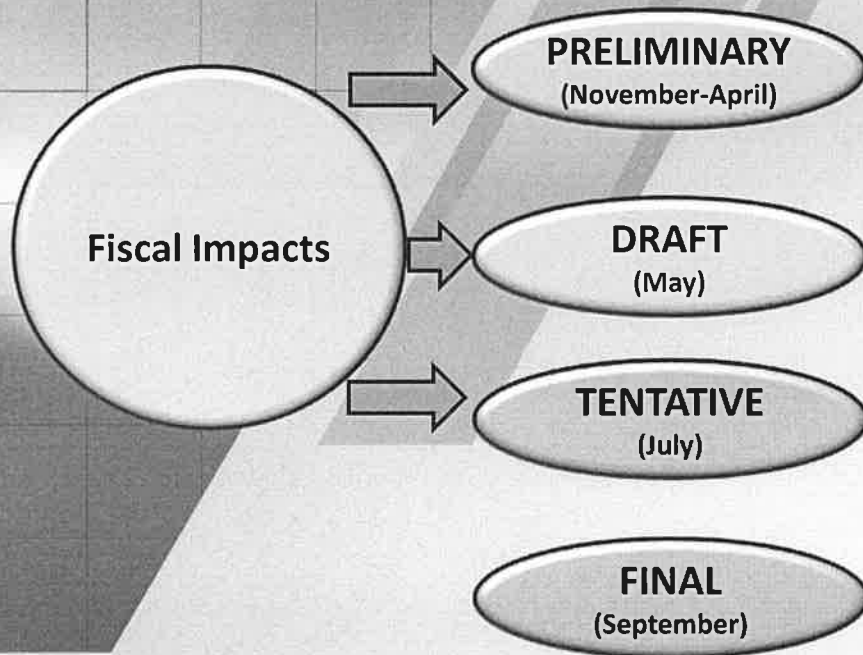 PRELIMINARY
(November-April)
Fiscal Impacts
DRAFT
(May)
TENTATIVE
(July)
FINAL
(September)